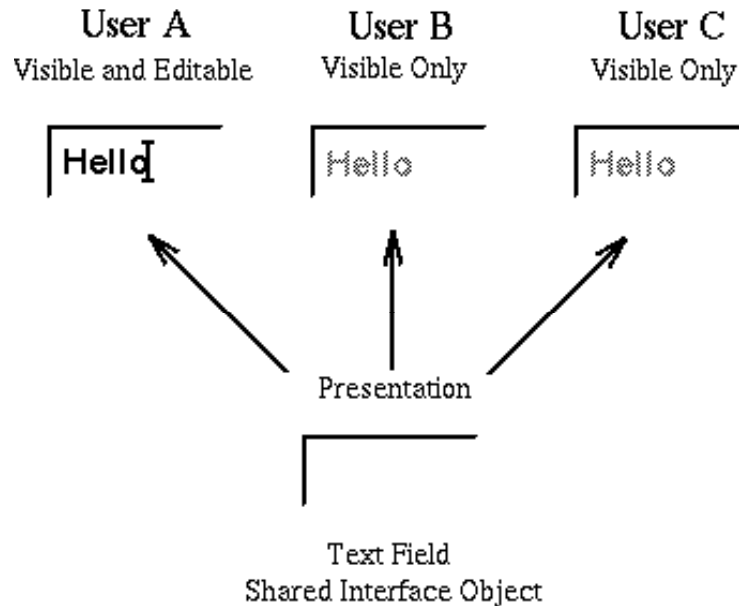 User A
User B
User C
Visible and Editable
Visible Only
Visible Only
Hello
Hello
Hello
Presentation
Text Field
Shared Interface Object